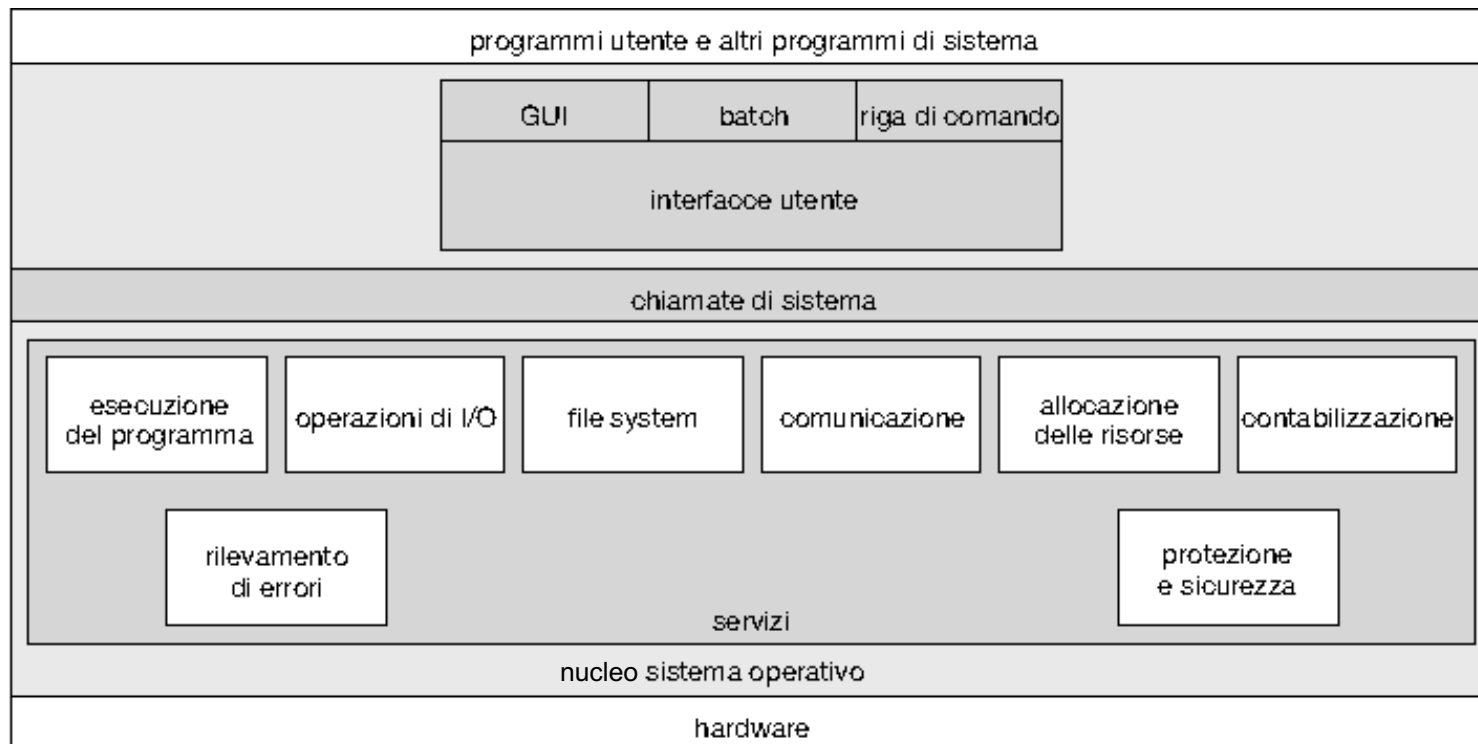 programmi utente e altri programmi di sistema
GUI
batch
riga di comando
interfacce utente
chiamate di sistema
esecuzione
del programma
operazioni di I/O
file system
comunicazione
allocazione
delle risorse
contabilizzazione
rilevamento
di errori
protezione
e sicurezza
servizi
nucleo sistema operativo
hardware